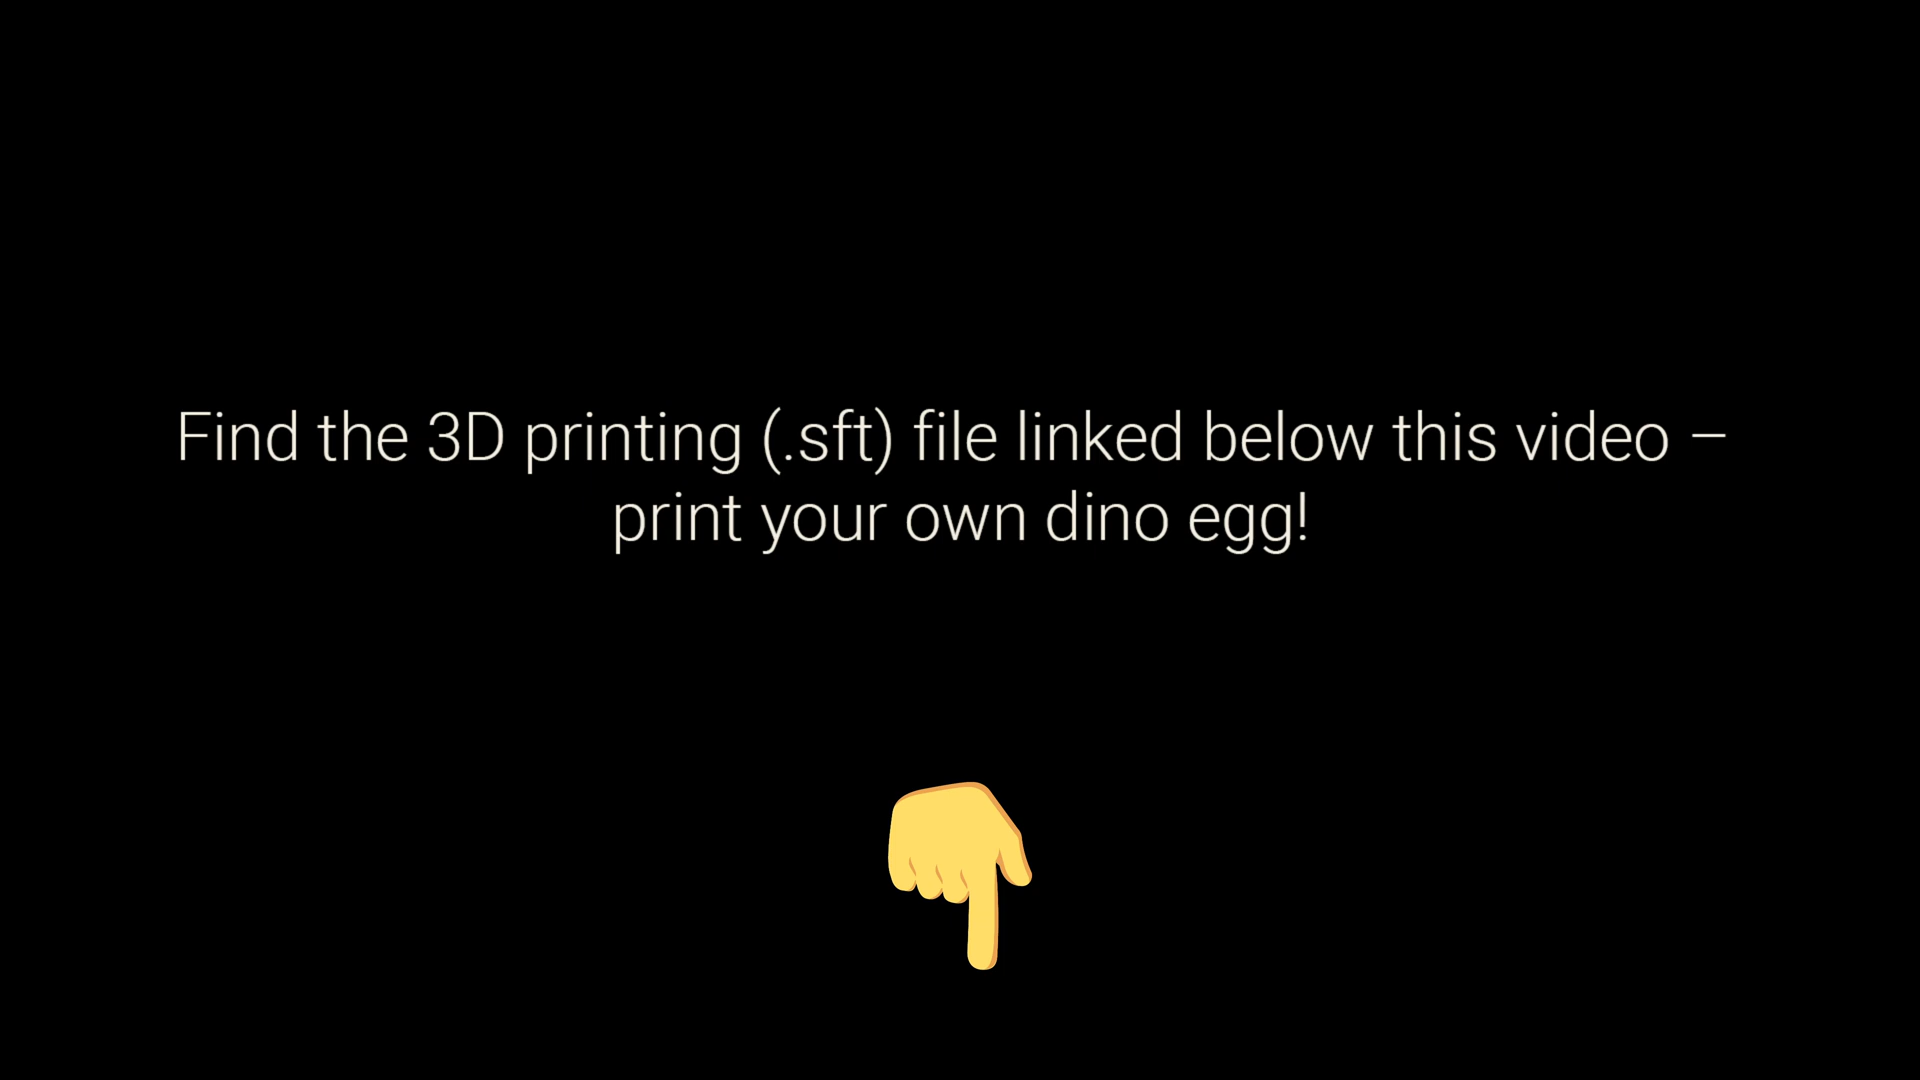 Find the 3D printing (.sft) file linked below this video –
print your own dino egg!